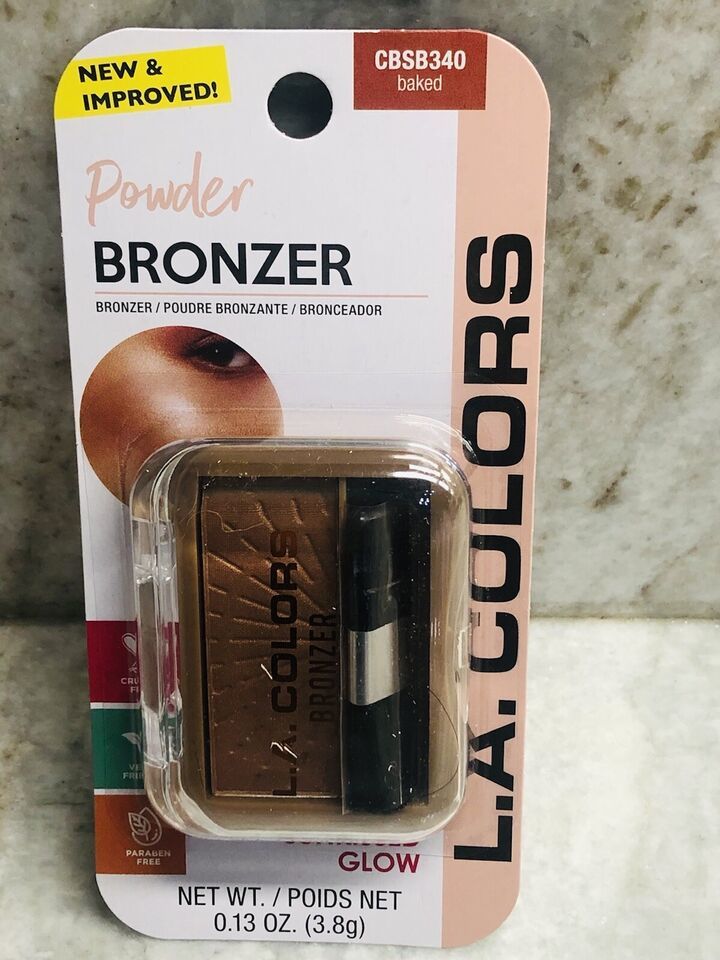 NEW &
IMPROVED!
CBSB340
baked
Powder
BRONZER
BRONZER / POUDRE BRONZANTE / BRONCEADOR
L.A. COLORS
L.A. COLORS
BRONZER
PARABEN
FREE
GLOW
NET WT. / POIDS NET
0.13 OZ. (3.8g)